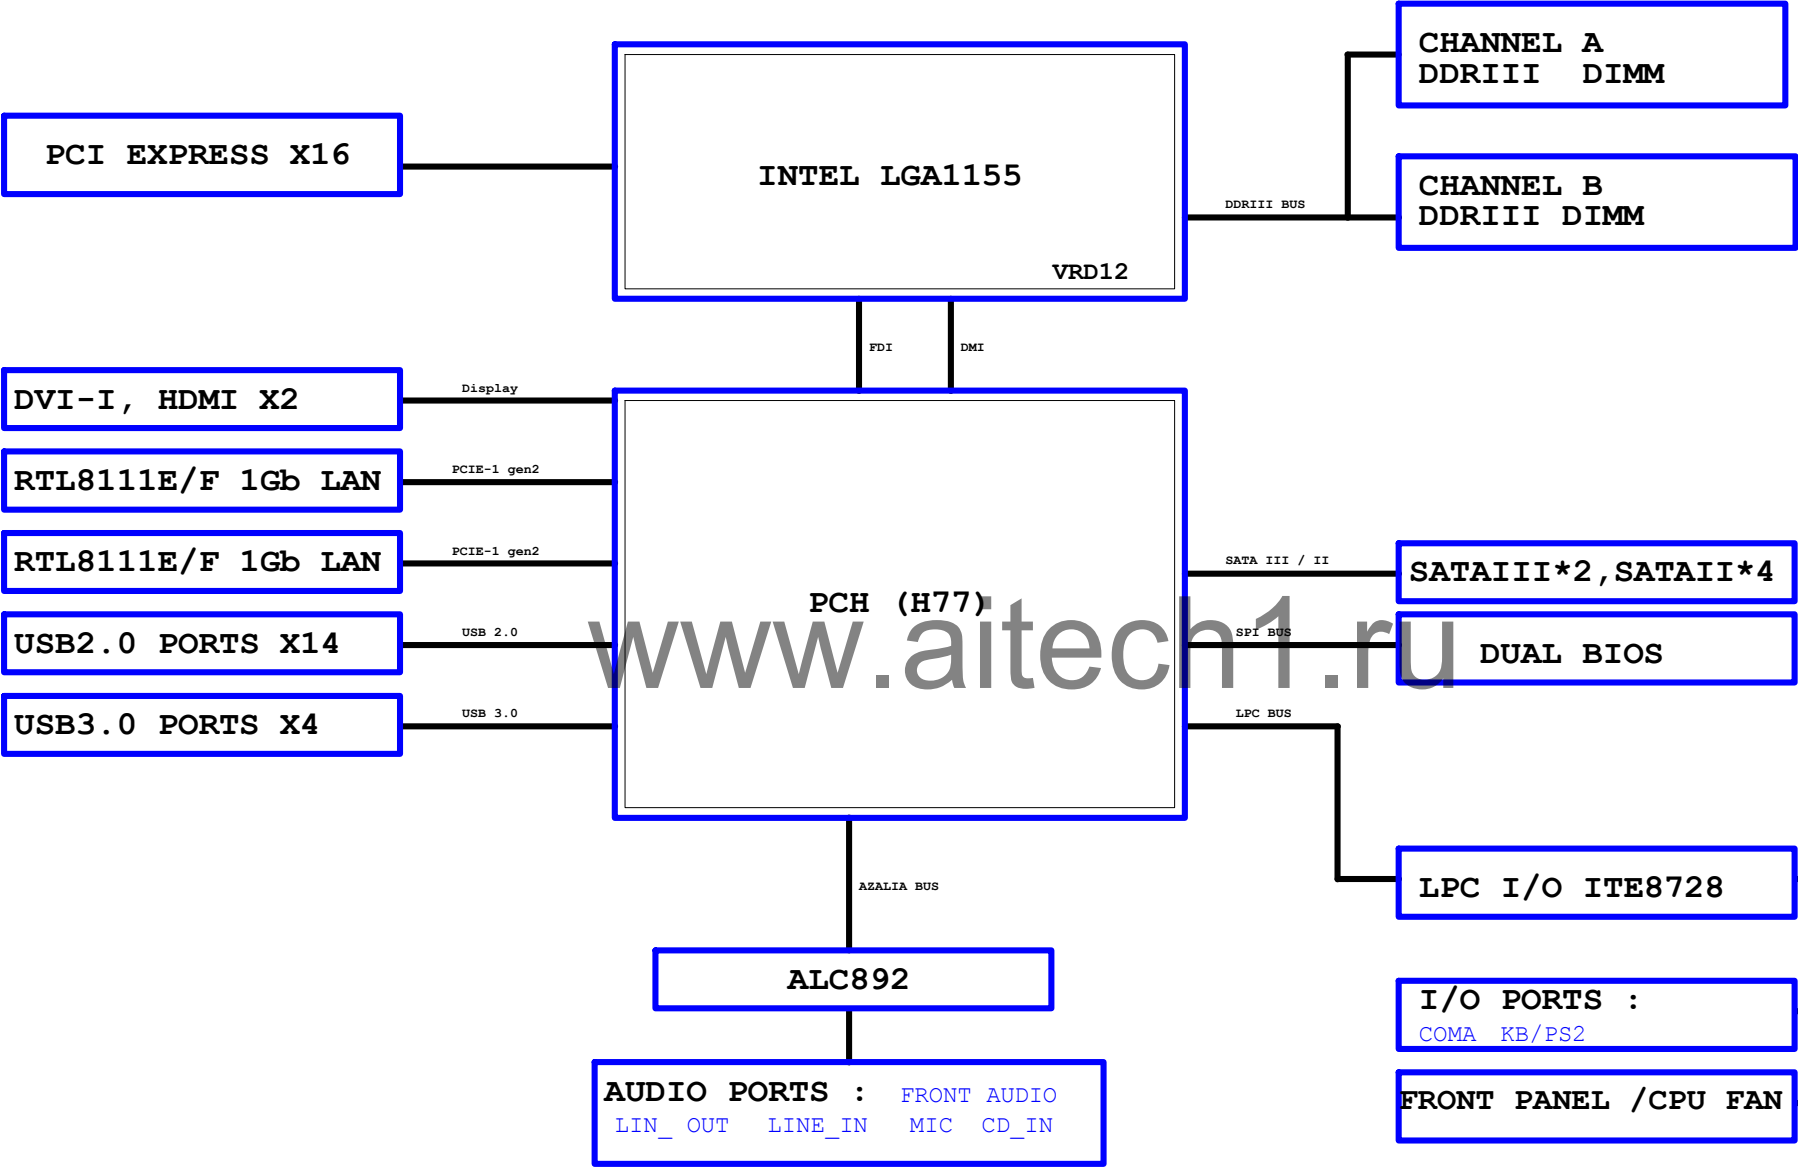 CHANNEL A
DDRIII DIMM
PCI EXPRESS X16
INTEL LGA1155
VRD12
DDRIII BUS
CHANNEL B
DDRIII DIMM
FDI
DMI
DVI-I, HDMI X2
Display
RTL8111E/F 1Gb LAN
PCIE-1 gen2
RTL8111E/F 1Gb LAN
PCIE-1 gen2
USB2.0 PORTS X14
USB 2.0
USB3.0 PORTS X4
USB 3.0
PCH (H77)
www.aitech1.ru
SATA III / II
SATAIII*2,SATAII*4
SPI BUS
DUAL BIOS
LPC BUS
LPC I/O ITE8728
AZALIA BUS
ALC892
AUDIO PORTS : FRONT AUDIO
LIN_ OUT LINE_IN MIC CD_IN
I/O PORTS :
COMA KB/PS2
FRONT PANEL /CPU FAN